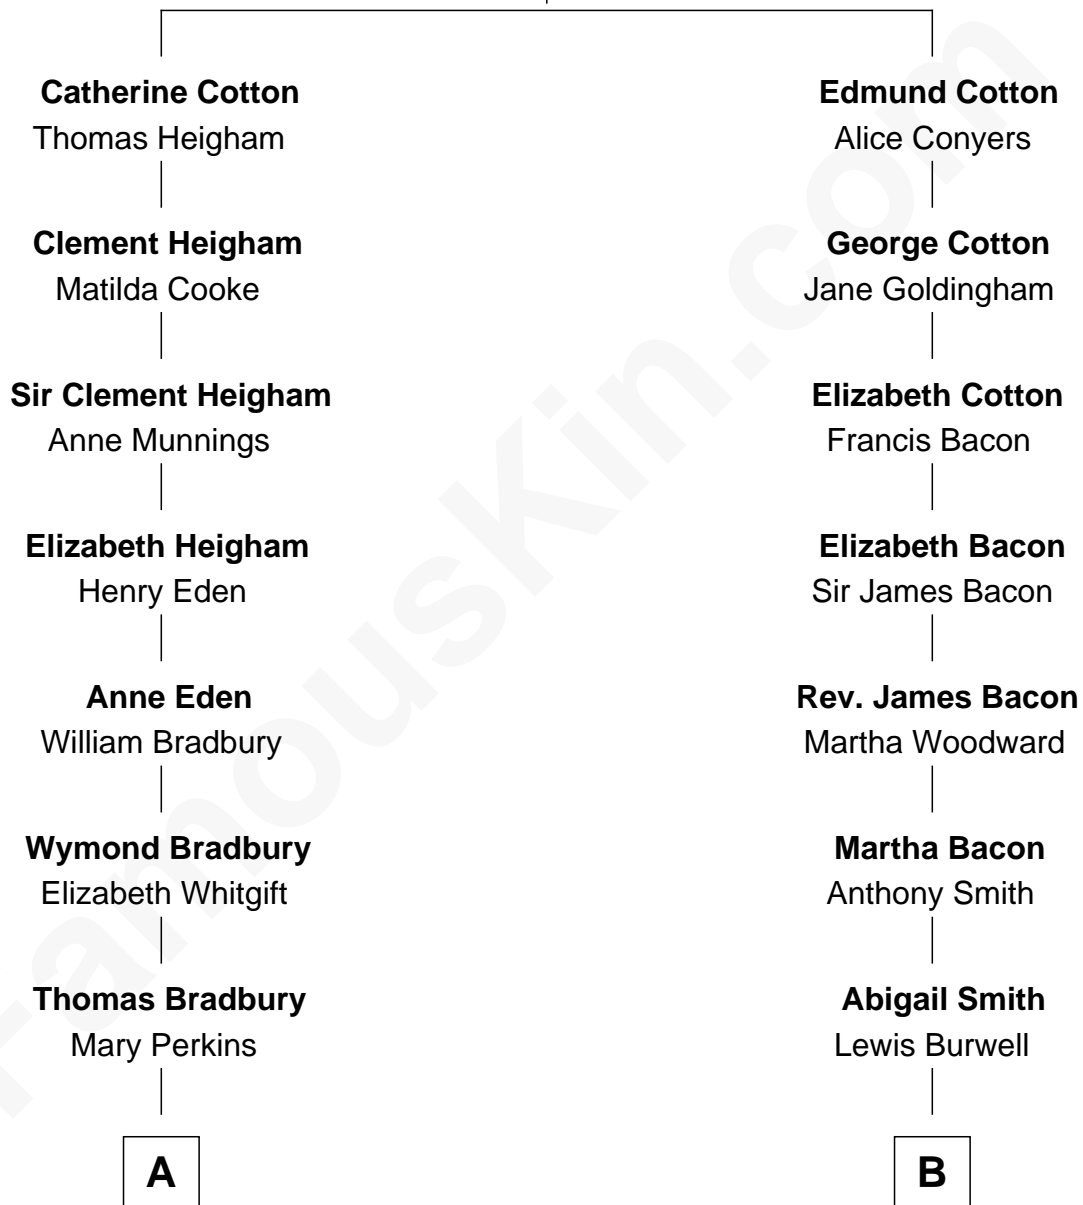 Catherine Cotton
Thomas Heigham
Clement Heigham
Matilda Cooke
Sir Clement Heigham
Anne Munnings
Elizabeth Heigham
Henry Eden
Anne Eden
William Bradbury
Wymond Bradbury
Elizabeth Whitgift
Thomas Bradbury
Mary Perkins
A
Edmund Cotton
Alice Conyers
George Cotton
Jane Goldingham
Elizabeth Cotton
Francis Bacon
Elizabeth Bacon
Sir James Bacon
Rev. James Bacon
Martha Woodward
Martha Bacon
Anthony Smith
Abigail Smith
Lewis Burwell
B
FamousKin.com